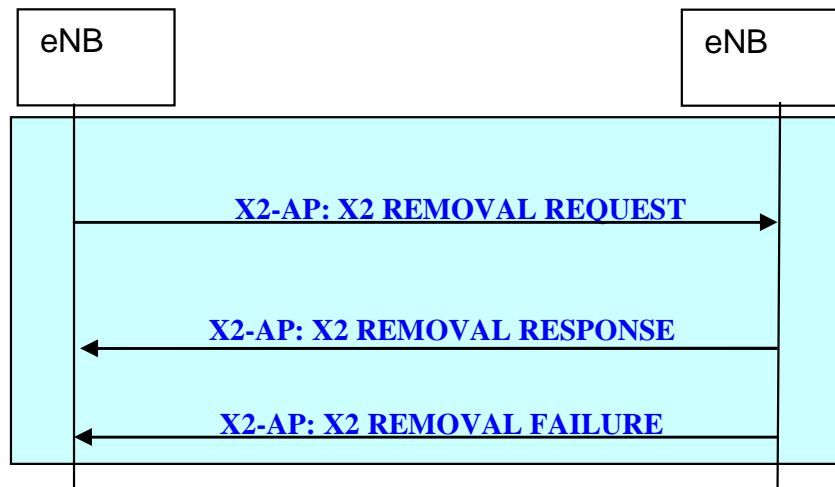 eNB
eNB
X2-AP: X2 REMOVAL REQUEST
X2-AP: X2 REMOVAL RESPONSE
X2-AP: X2 REMOVAL FAILURE